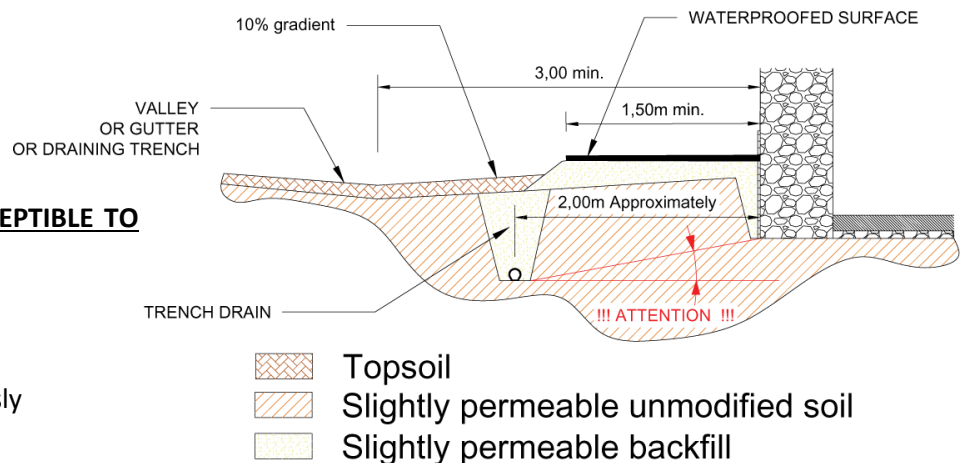 10% gradient
WATERPROOFED SURFACE
3,00 min.
VALLEY
OR GUTTER
OR DRAINING TRENCH
1,50m min.
EPTIBLE TO
2,00m Approximately
TRENCH DRAIN
!!! ATTENTION !!!
Topsoil
sly
Slightly permeable unmodified soil
Slightly permeable backfill